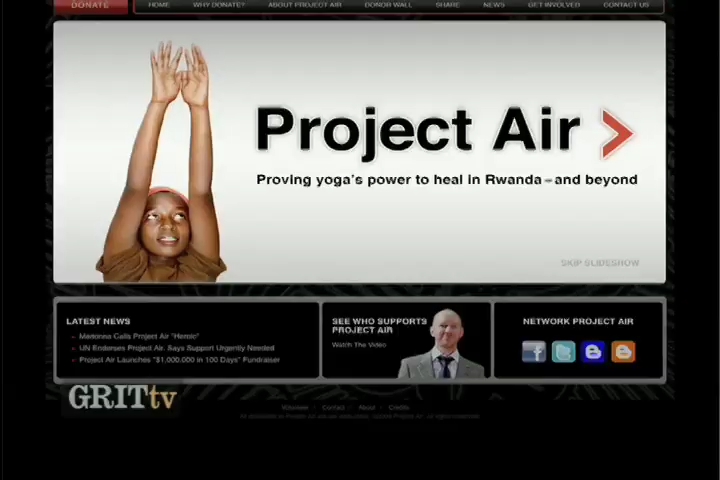 DONATE HOME WHY DONATE? ABOUT PROJECT AIR DONOR WALL SHARE NEWS GET INVOLVED CONTACT US
Project Air
Proving yoga's power to heal in Rwanda - and beyond
SKIP SLIDESHOW
LATEST NEWS
Madonna Calls Project Air "Heroic"
UN Endorses Project Air, Says Support Urgently Needed
Project Air Launches "$1,000,000 in 100 Days" Fundraiser
SEE WHO SUPPORTS
PROJECT AIR
Watch The Video
NETWORK PROJECT AIR
GRITtv
Contact About Credits